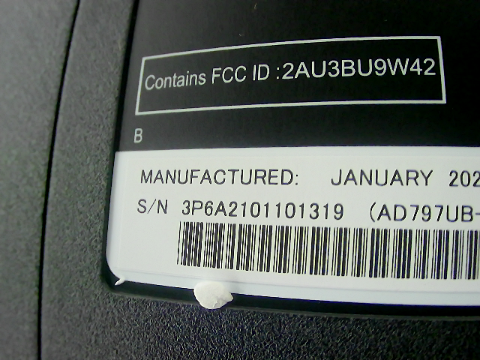 Contains FCC ID :2AU3BU9W42
B
MANUFACTURED: JANUARY 202
S/N 3P6A2101101319 (AD797UB-